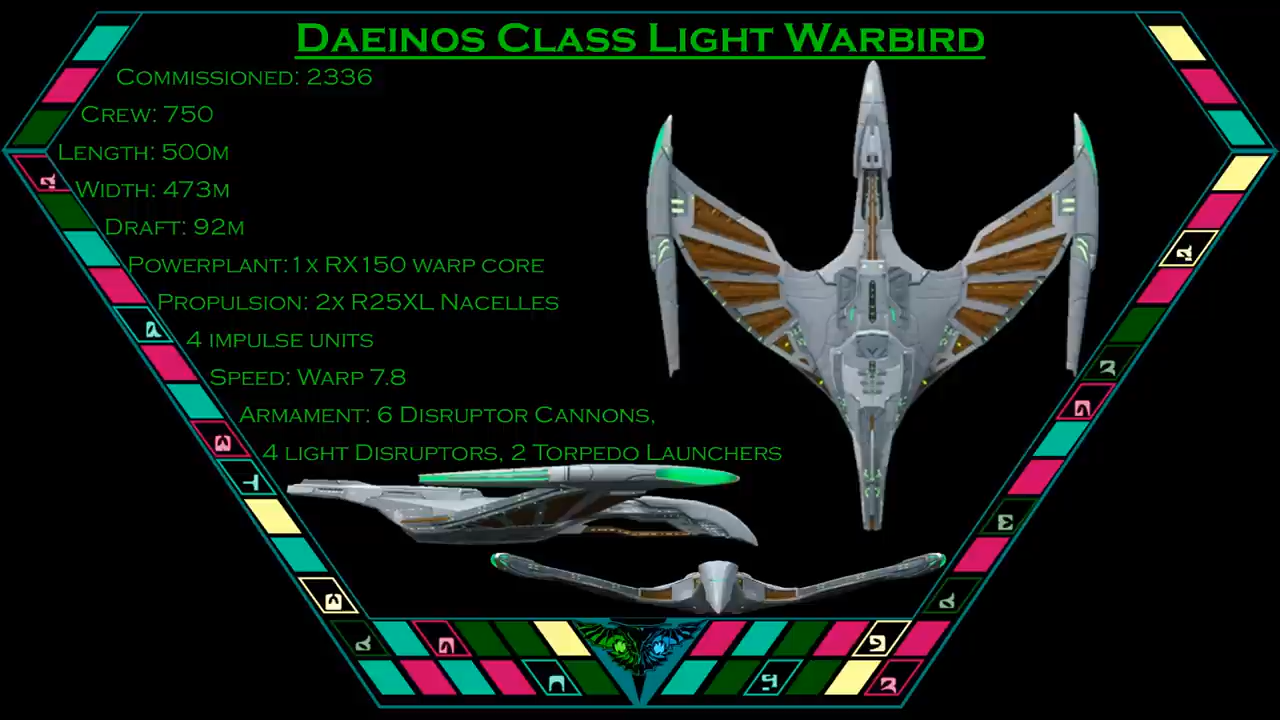 Daeinos Class Light Warbird
Commissioned: 2336
Crew: 750
Length: 500m
Width: 473m
Draft: 92m
Powerplant: 1x RX150 warp core
Propulsion: 2x R25XL Nacelles
4 impulse units
Speed: Warp 7.8
Armament: 6 Disruptor Cannons,
4 light Disruptors, 2 Torpedo Launchers